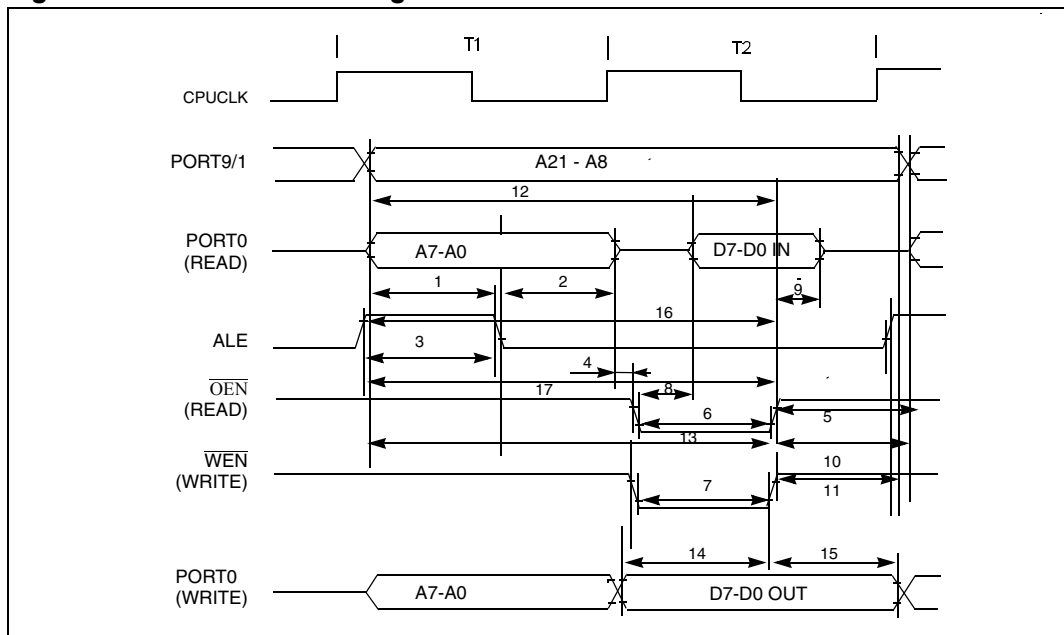 T1
T2
CPUCLK
PORT9/1
A21 - A8
12
PORT0
(READ)
A7-A0
D7-D0 IN
1
2
9
ALE
16
3
4
OEN
(READ)
17
8
6
5
13
WEN
(WRITE)
10
7
11
14
15
PORT0
(WRITE)
A7-A0
D7-D0 OUT